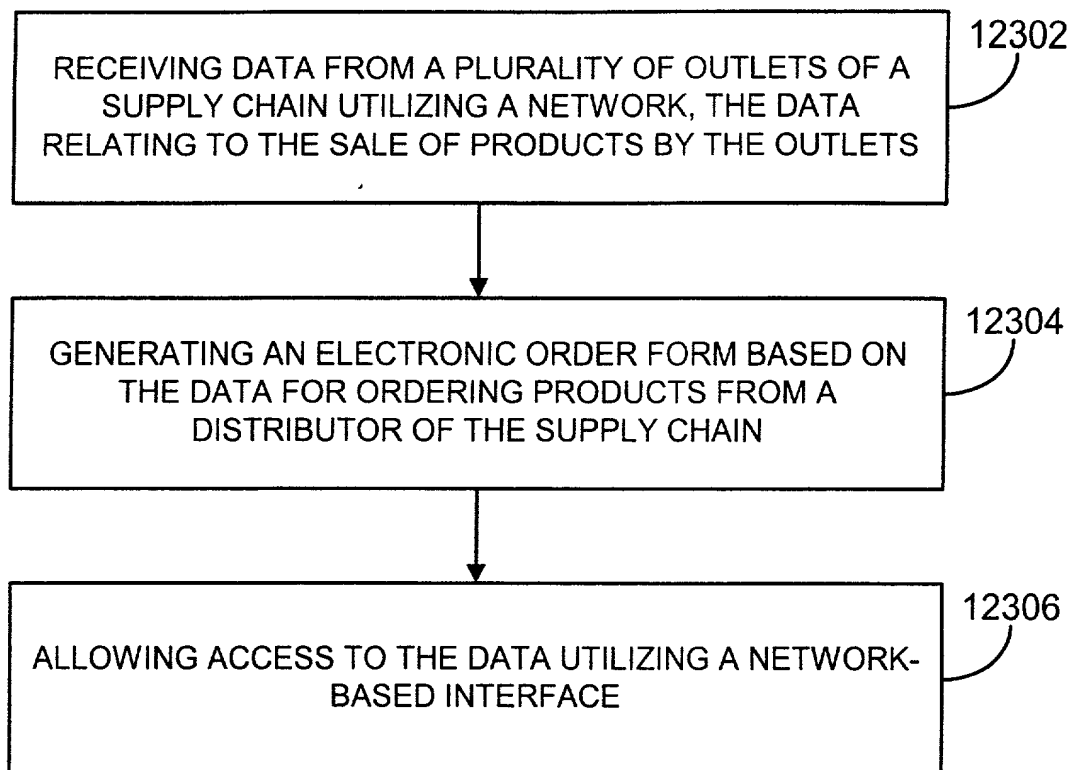 12302
RECEIVING DATA FROM A PLURALITY OF OUTLETS OF A
SUPPLY CHAIN UTILIZING A NETWORK, THE DATA
RELATING TO THE SALE OF PRODUCTS BY THE OUTLETS
12304
GENERATING AN ELECTRONIC ORDER FORM BASED ON
THE DATA FOR ORDERING PRODUCTS FROM A
DISTRIBUTOR OF THE SUPPLY CHAIN
12306
ALLOWING ACCESS TO THE DATA UTILIZING A NETWORK-
BASED INTERFACE